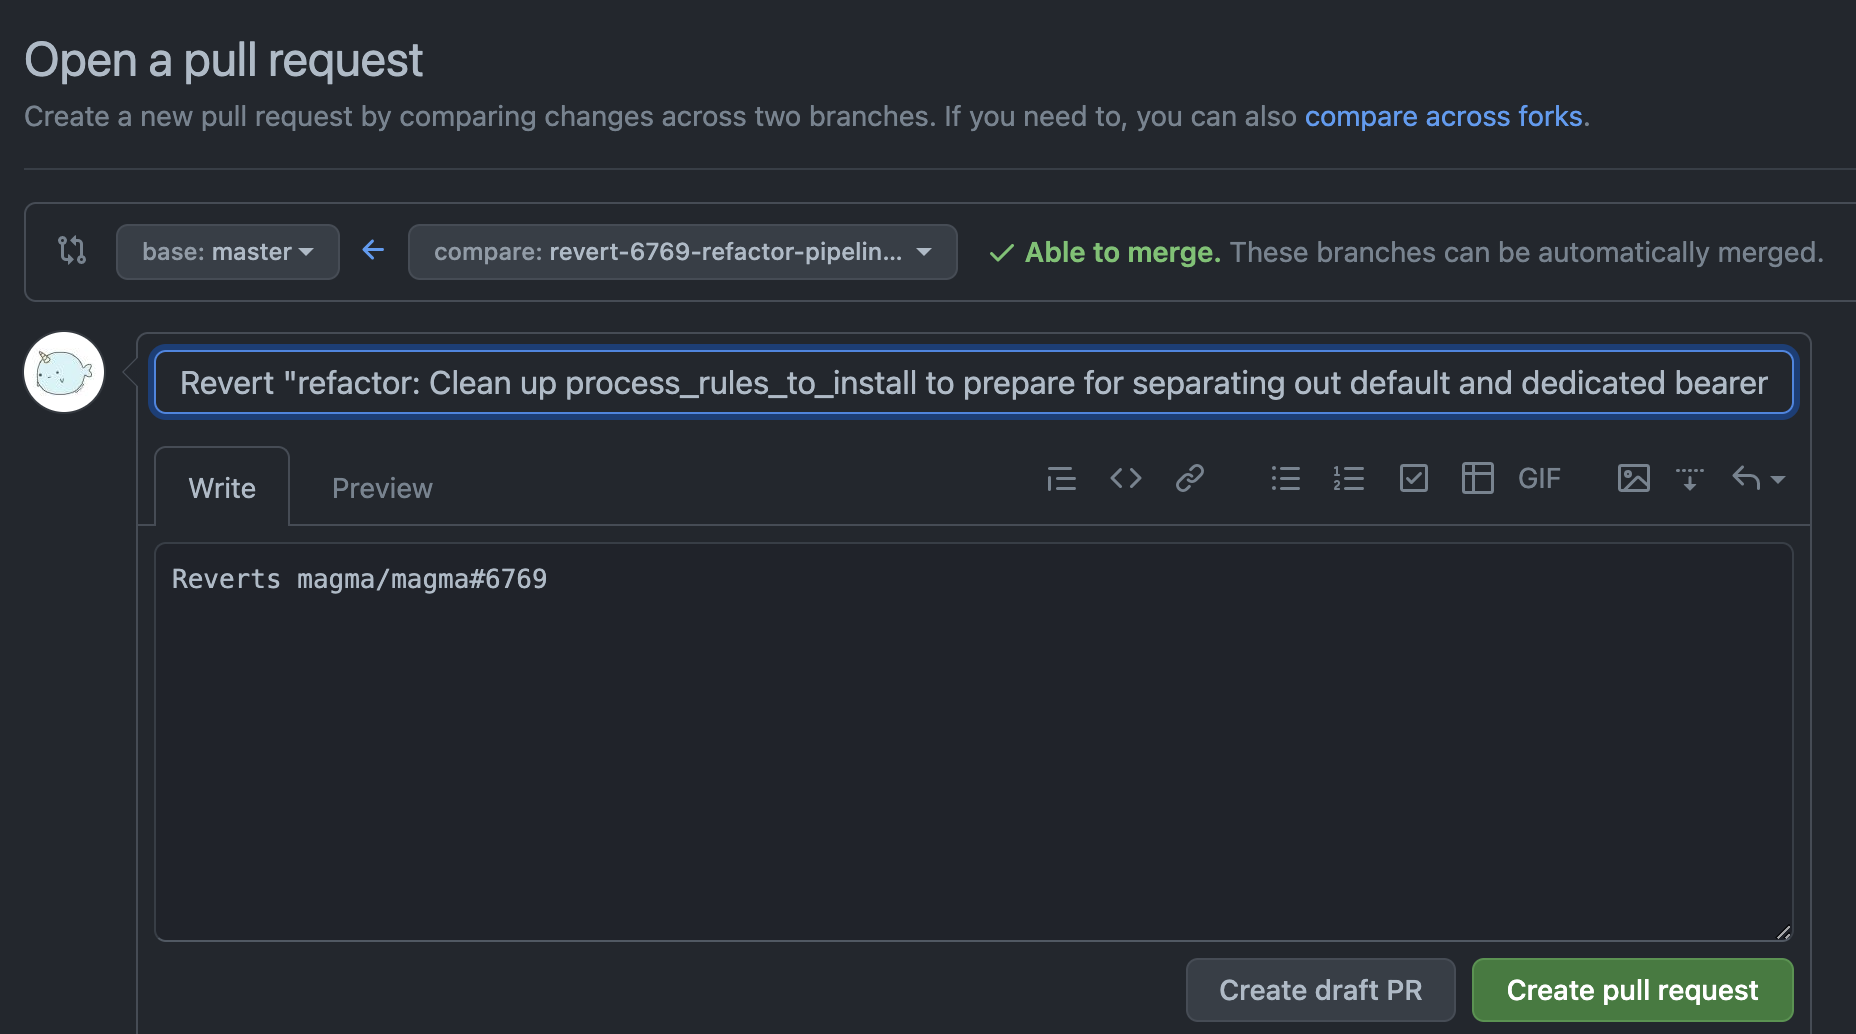 Open a pull request
Create a new pull request by comparing changes across two branches. If you need to, you can also compare across forks.
base: master compare: revert-6769-refactor-pipelin... Able to merge. These branches can be automatically merged.
Revert "refactor: Clean up process_rules_to_install to prepare for separating out default and dedicated bearer
Write Preview GIF
Reverts magma/magma#6769
Create draft PR Create pull request